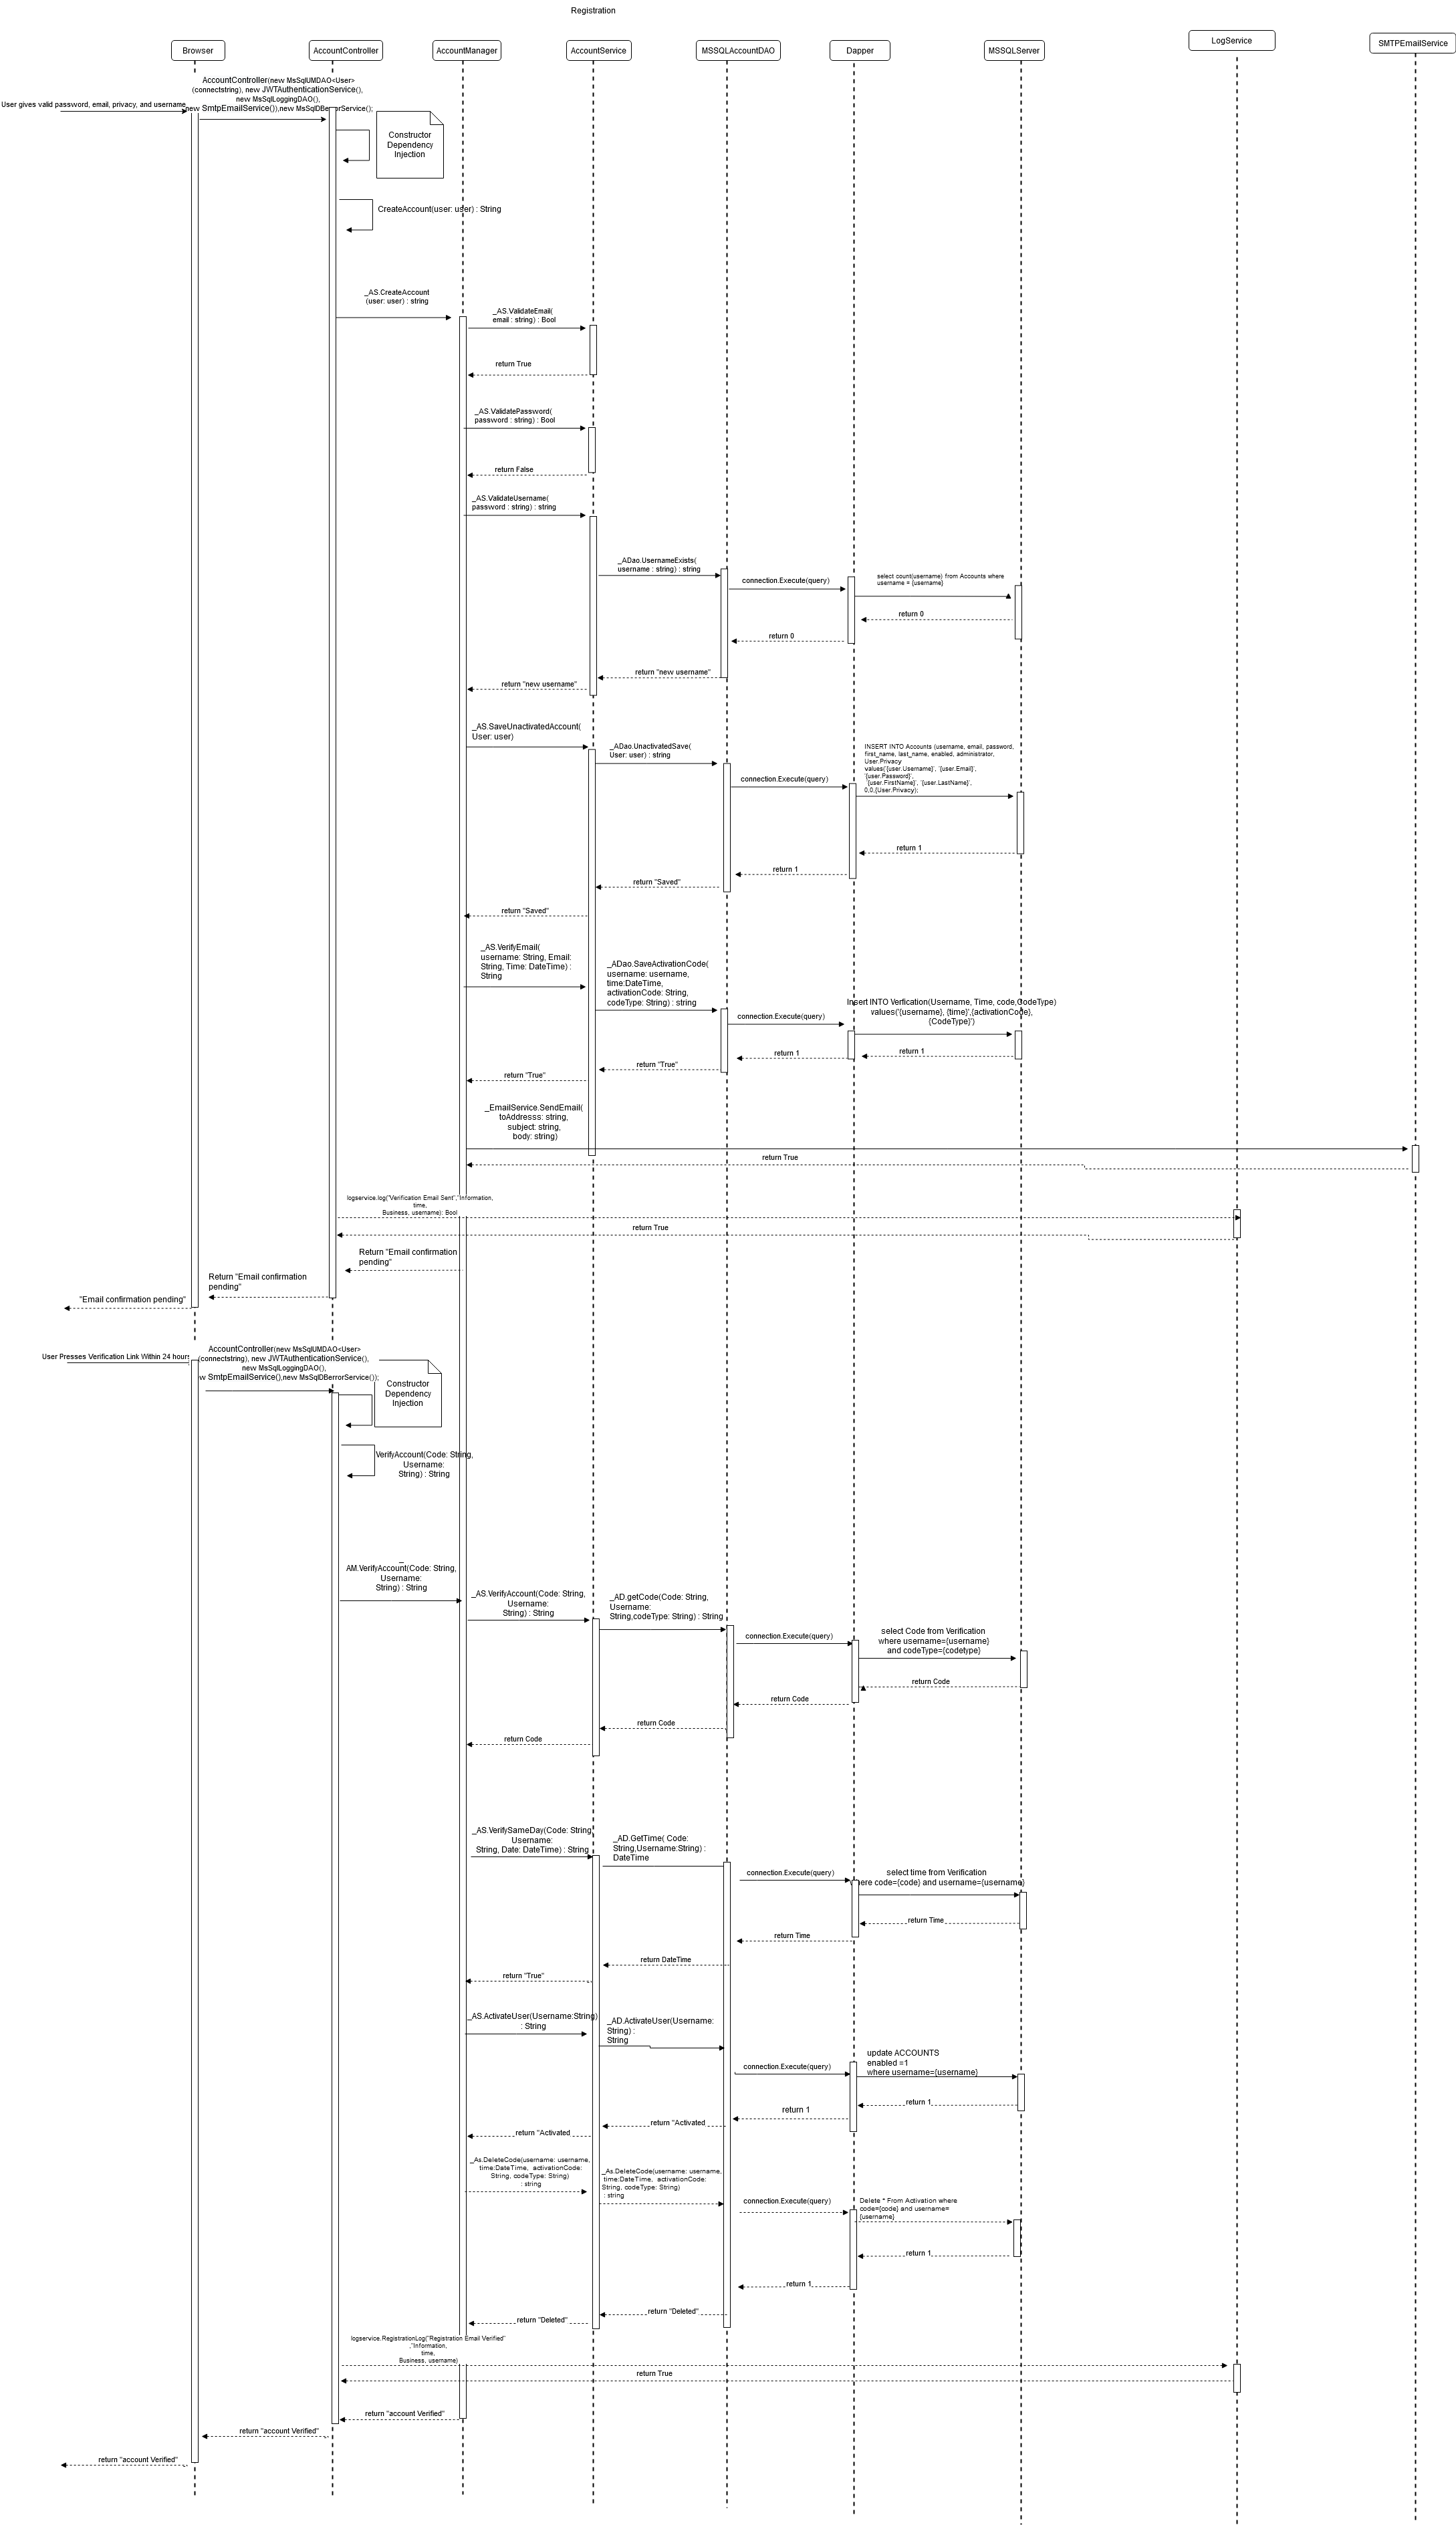 Registration
Browser
AccountController
AccountManager
AccountService
MSSQLAccountDAO
Dapper
MSSQLServer
LogService
SMTPEmailService
AccountController(new MsSqlUMDAO<User>
(connectstring), new JWTAuthenticationService(),
new MsSqlLoggingDAO(),
new SmtpEmailService()),new MsSqlDBerrorService();
User gives valid password, email, privacy, and username
Constructor
Dependency
Injection
CreateAccount(user: user) : String
_AS.CreateAccount
(user: user) : string
_AS.ValidateEmail(
email : string) : Bool
return True
_AS.ValidatePassword(
password : string) : Bool
return False
_AS.ValidateUsername(
password : string) : string
_ADao.UsernameExists(
username : string) : string
connection.Execute(query)
select count(username) from Accounts where
username = {username}
return 0
return 0
return "new username"
return "new username"
_AS.SaveUnactivatedAccount(
User: user)
_ADao.UnactivatedSave(
User: user) : string
connection.Execute(query)
INSERT INTO Accounts (username, email, password,
first_name, last_name, enabled, administrator,
User.Privacy
values('{user.Username}', '{user.Email}',
'{user.Password}',
'{user.FirstName}', '{user.LastName}',
0,0,{User.Privacy);
return 1
return 1
return "Saved"
return "Saved"
_AS.VerifyEmail(
username: String, Email:
String, Time: DateTime) :
String
_ADao.SaveActivationCode(
username: username,
time:DateTime,
activationCode: String,
codeType: String) : string
connection.Execute(query)
Insert INTO Verfication(Username, Time, code,CodeType)
values('{username}, {time}',{activationCode},
{CodeType}')
return 1
return 1
return "True"
return "True"
_EmailService.SendEmail(
toAddresss: string,
subject: string,
body: string)
return True
logservice.log("Verification Email Sent","Information,
time,
Business, username): Bool
return True
Return "Email confirmation
pending"
Return "Email confirmation
pending"
"Email confirmation pending"
AccountController(new MsSqlUMDAO<User>
(connectstring), new JWTAuthenticationService(),
new MsSqlLoggingDAO(),
w SmtpEmailService(),new MsSqlDBerrorService());
User Presses Verification Link Within 24 hours
Constructor
Dependency
Injection
VerifyAccount(Code: String,
Username:
String) : String
_
AM.VerifyAccount(Code: String,
Username:
String) : String
_AS.VerifyAccount(Code: String,
Username:
String) : String
_AD.getCode(Code: String,
Username:
String,codeType: String) : String
connection.Execute(query)
select Code from Verification
where username={username}
and codeType={codetype}
return Code
return Code
return Code
return Code
_AS.VerifySameDay(Code: String,
Username:
String, Date: DateTime) : String
_AD.GetTime( Code:
String,Username:String) :
DateTime
connection.Execute(query)
select time from Verification
where code={code} and username={username}
return Time
return Time
return DateTime
return "True"
_AS.ActivateUser(Username:String)
: String
_AD.ActivateUser(Username:
String) :
String
connection.Execute(query)
update ACCOUNTS
enabled =1
where username={username}
return 1
return 1
return "Activated
return "Activated
_As.DeleteCode(username: username,
time:DateTime, activationCode:
String, codeType: String)
: string
_As.DeleteCode(username: username,
time:DateTime, activationCode:
String, codeType: String)
: string
connection.Execute(query)
Delete * From Activation where
code={code} and username=
{username}
return 1
return 1
return "Deleted"
return "Deleted"
logservice.RegistrationLog("Registration Email Verified"
,"Information,
time,
Business, username)
return True
return "account Verified"
return "account Verified"
return "account Verified"